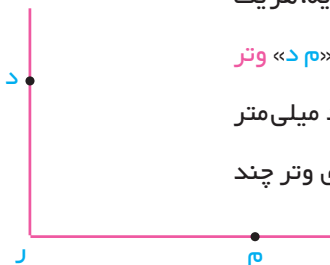 «م د» وتر
میلی‌متر
وتر چند
د
ر
م